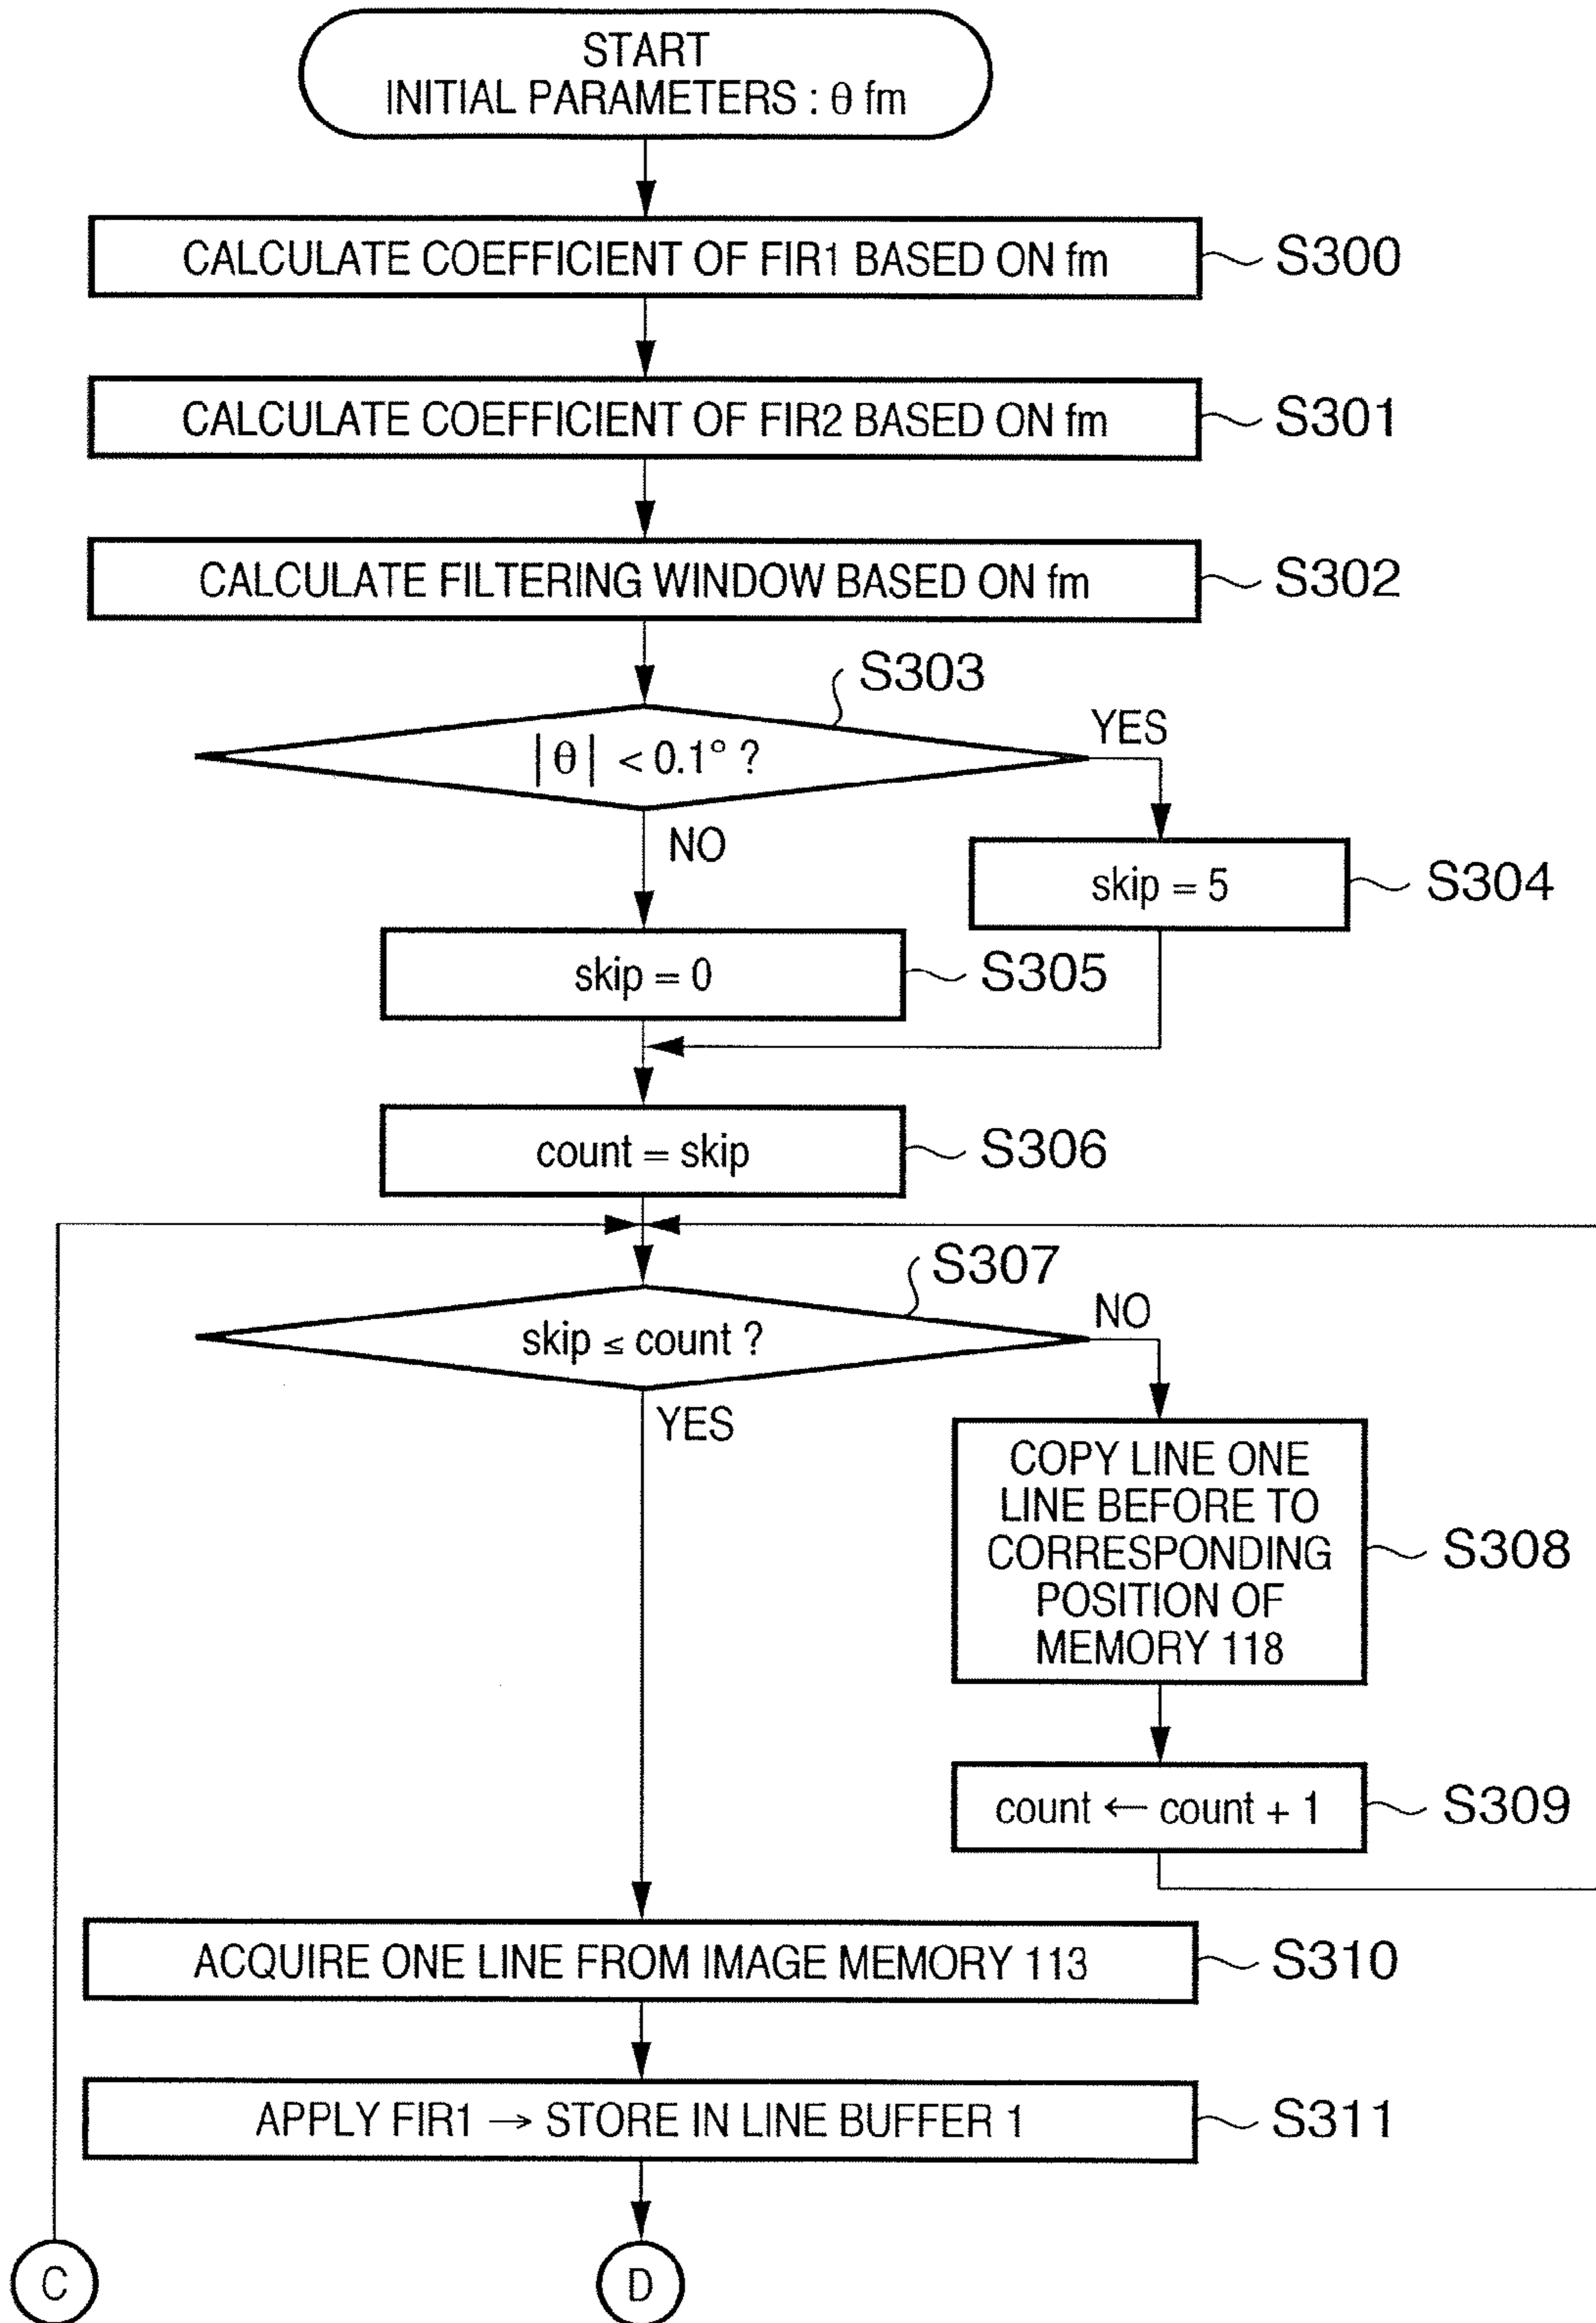 START
INITIAL PARAMETERS : θ fm
CALCULATE COEFFICIENT OF FIR1 BASED ON fm
S300
CALCULATE COEFFICIENT OF FIR2 BASED ON fm
S301
CALCULATE FILTERING WINDOW BASED ON fm
S302
S303
|θ| < 0.1° ?
YES
NO
skip = 5
S304
skip = 0
S305
count = skip
S306
S307
skip ≤ count ?
NO
YES
COPY LINE ONE
LINE BEFORE TO
CORRESPONDING
POSITION OF
MEMORY 118
S308
count ← count + 1
S309
ACQUIRE ONE LINE FROM IMAGE MEMORY 113
S310
APPLY FIR1 → STORE IN LINE BUFFER 1
S311
C
D